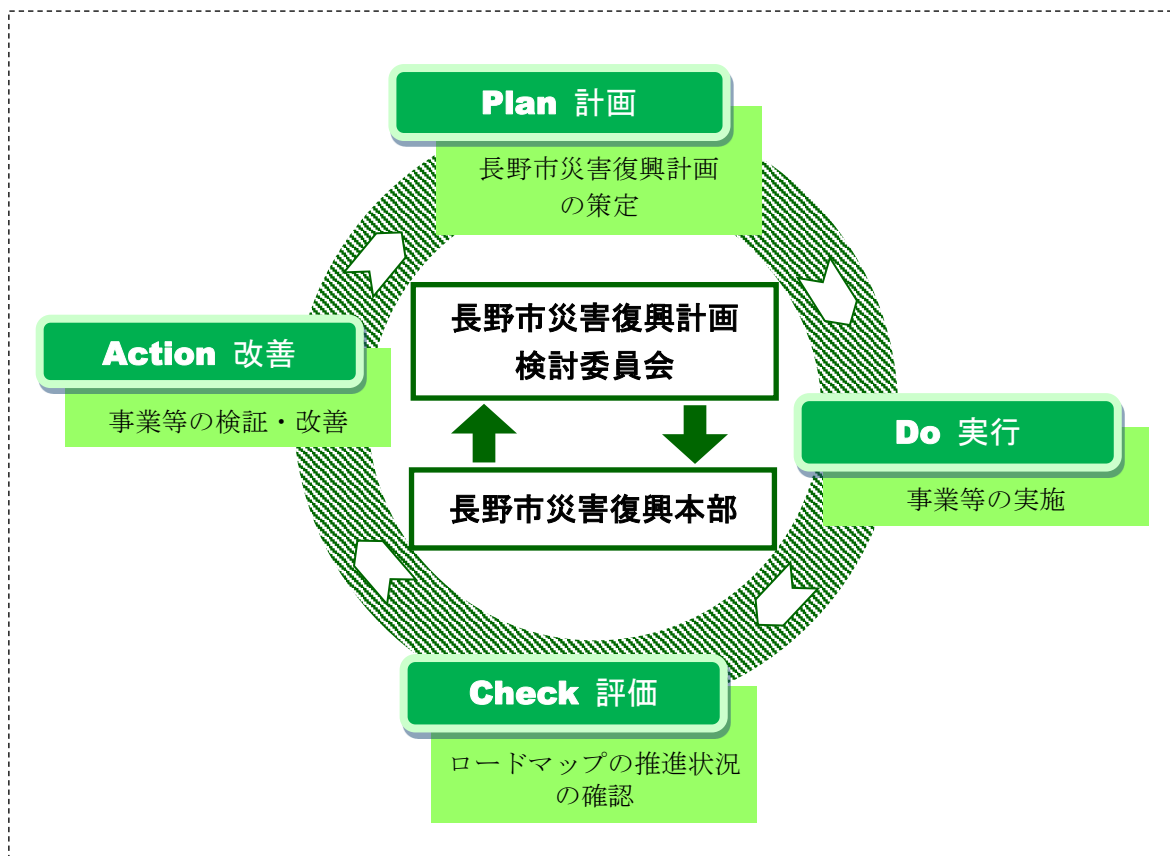 Plan 計画
長野市災害復興計画
の策定
長野市災害復興計画
検討委員会
Action 改善
事業等の検証・改善
Do 実行
事業等の実施
長野市災害復興本部
Check 評価
ロードマップの推進状況
の確認